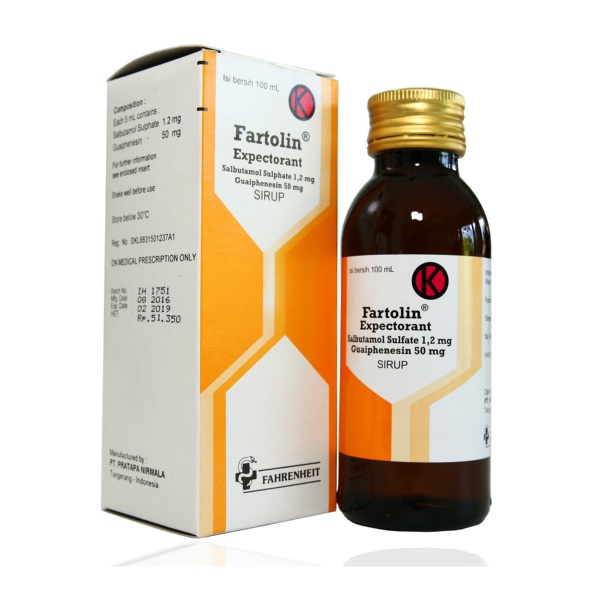 Composition :
Each 5 mL contains :
Salbutamol Sulphate 1.2 mg
Guaiphenesin 50 mg
For further information
see enclosed insert
Shake well before use
Store below 30°C
Reg. No. DKL8831501237A1
ON MEDICAL PRESCRIPTION ONLY
Batch No. IH 1751
Mfg. Date 08 2016
Exp. Date 02 2019
HET Rp.51.350
Manufactured by :
PT. PRATAPA NIRMALA
Tangerang - Indonesia
Isi bersih 100 mL
K
Fartolin®
Expectorant
Salbutamol Sulphate 1,2 mg
Guaiphenesin 50 mg
SIRUP
FAHRENHEIT
Isi bersih 100 mL
K
Fartolin®
Expectorant
Salbutamol Sulfate 1,2 mg
Guaiphenesin 50 mg
SIRUP